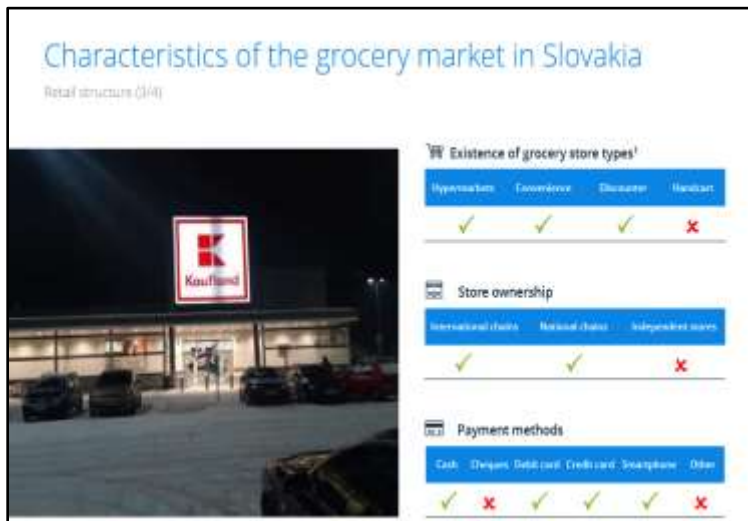 Characteristics of the grocery market in Slovakia
Retail structure (3/4)
Kaufland
Existence of grocery store types¹
Hypermarkets Convenience Discounter Handcart
Store ownership
International chains National chains Independent stores
Payment methods
Cash Cheques Debit card Credit card Smartphone Other